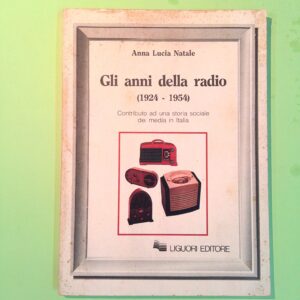 Anna Lucia Natale
Gli anni della radio
(1924 - 1954)
Contributo ad una storia sociale
dei media in Italia
LIGUORI EDITORE